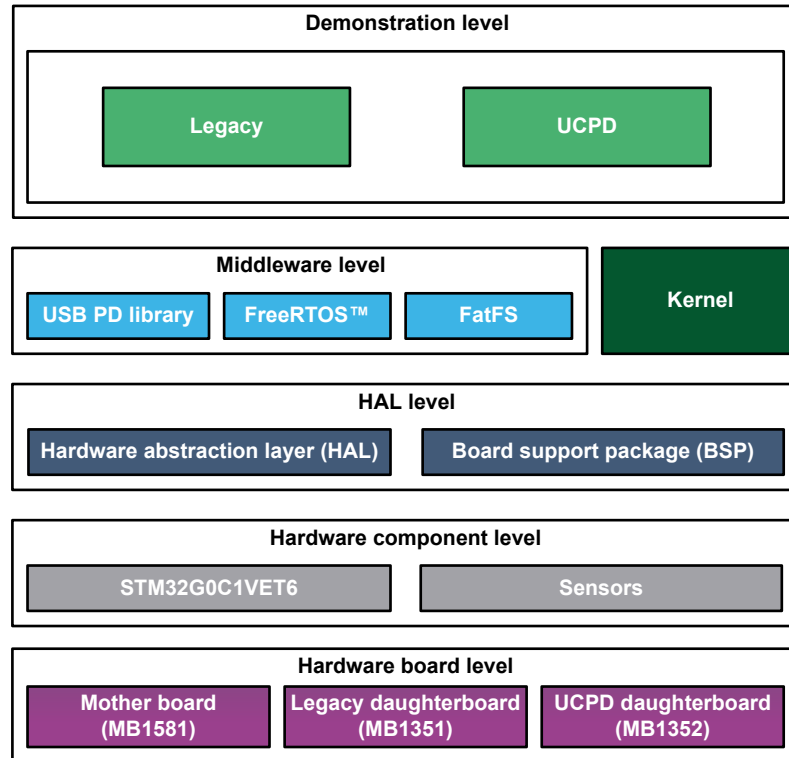 Demonstration level
Legacy
UCPD
Middleware level
USB PD library
FreeRTOS™
FatFS
Kernel
HAL level
Hardware abstraction layer (HAL)
Board support package (BSP)
Hardware component level
STM32G0C1VET6
Sensors
Hardware board level
Mother board
(MB1581)
Legacy daughterboard
(MB1351)
UCPD daughterboard
(MB1352)